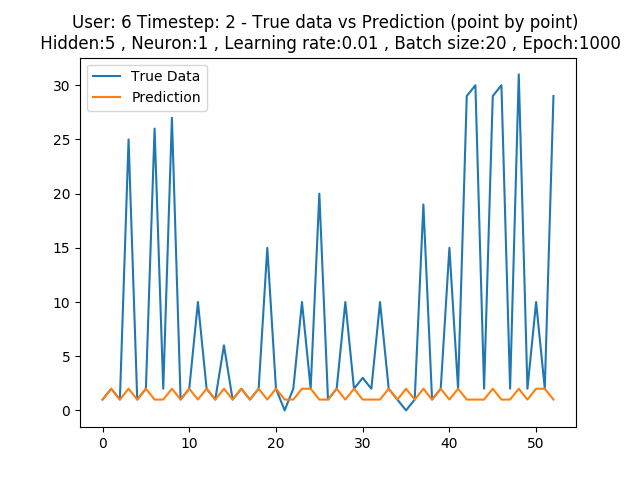 User: 6 Timestep: 2 - True data vs Prediction (point by point)
Hidden:5 , Neuron:1 , Learning rate:0.01 , Batch size:20 , Epoch:1000
True Data
Prediction
30
25
20
15
10
5
0
0 10 20 30 40 50